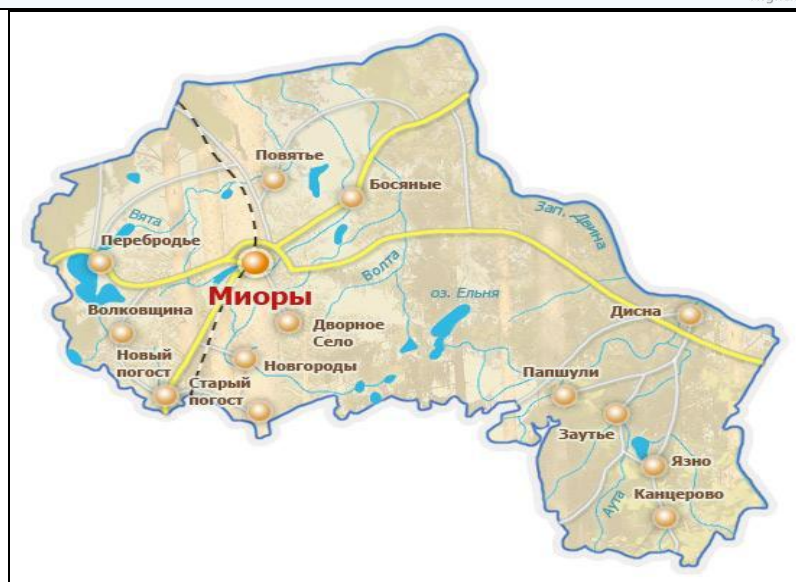 Повятье
Босяные
Зап. Двина
Вята
Перебродье
Волта
Миоры
оз. Ельня
Волковщина
Дворное
Село
Дисна
Новый
погост
Новгороды
Старый
погост
Папшули
Заутье
Язно
Канцерово
Аута